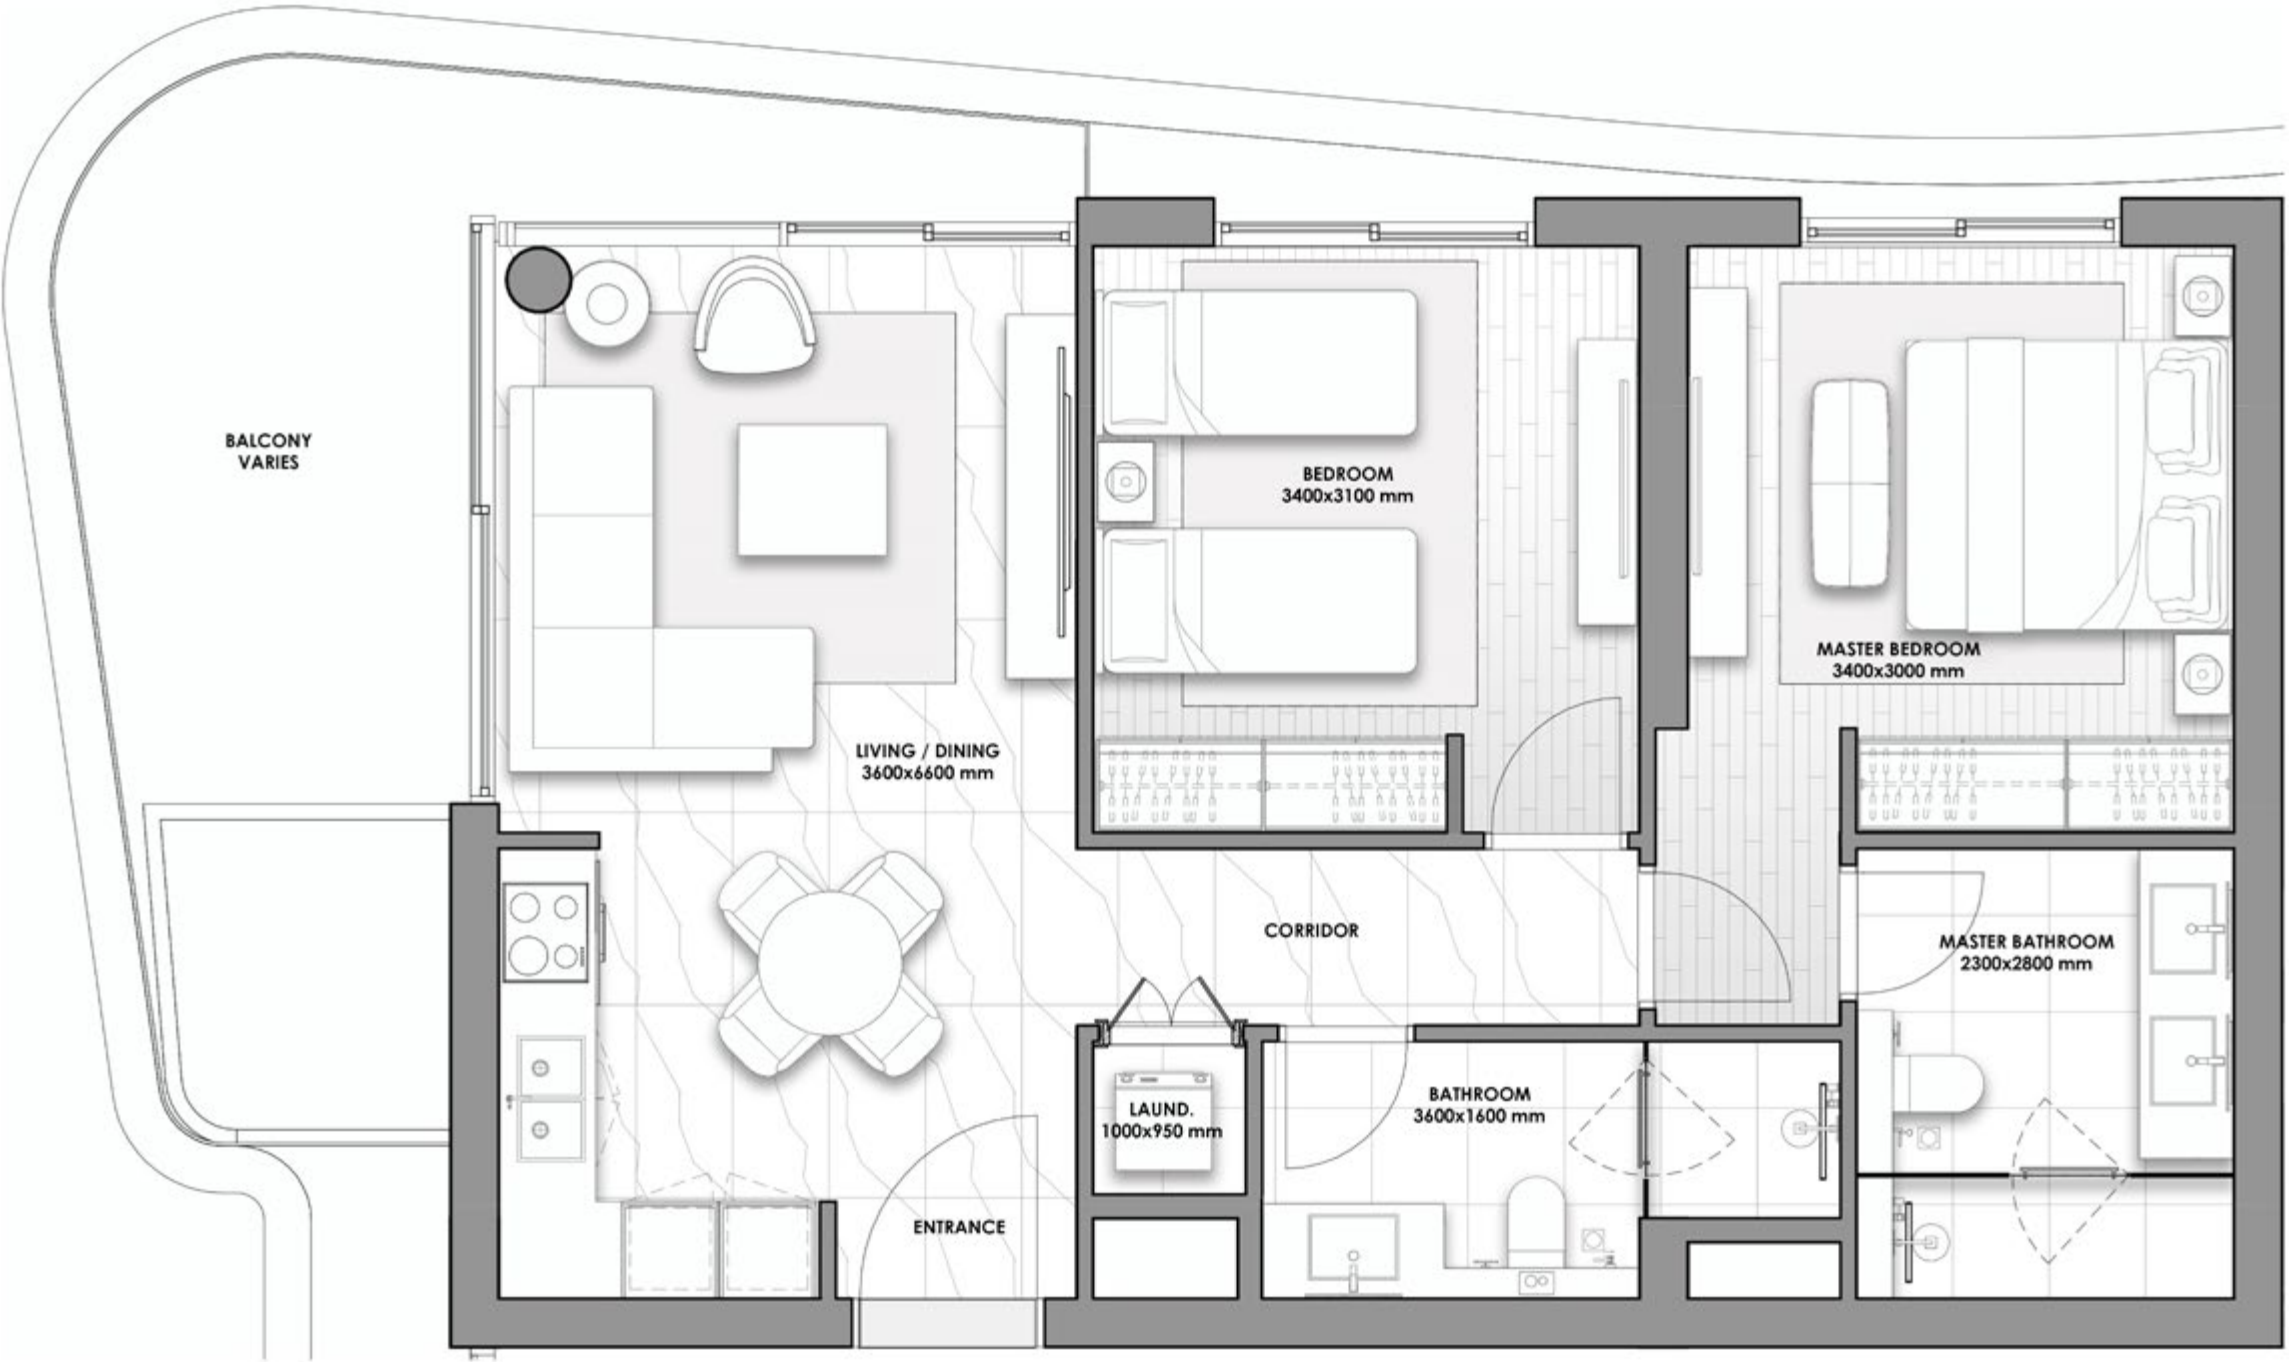 BALCONY
VARIES
BEDROOM
3400x3100 mm
MASTER BEDROOM
3400x3000 mm
LIVING / DINING
3600x6600 mm
CORRIDOR
MASTER BATHROOM
2300x2800 mm
BATHROOM
3600x1600 mm
LAUND.
1000x950 mm
ENTRANCE